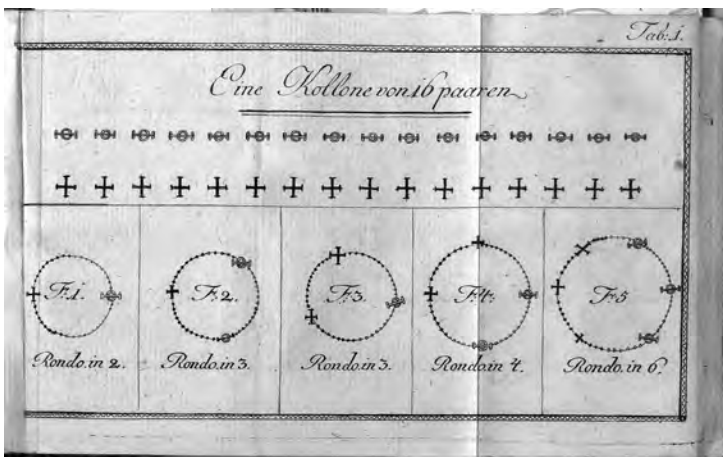 Tab: 1.
Eine Kollone von 16 paaren
F. 1.
F. 2.
F. 3.
F. 4.
F. 5
Rondo. in 2.
Rondo. in 3.
Rondo. in 3.
Rondo. in 4.
Rondo. in 6.